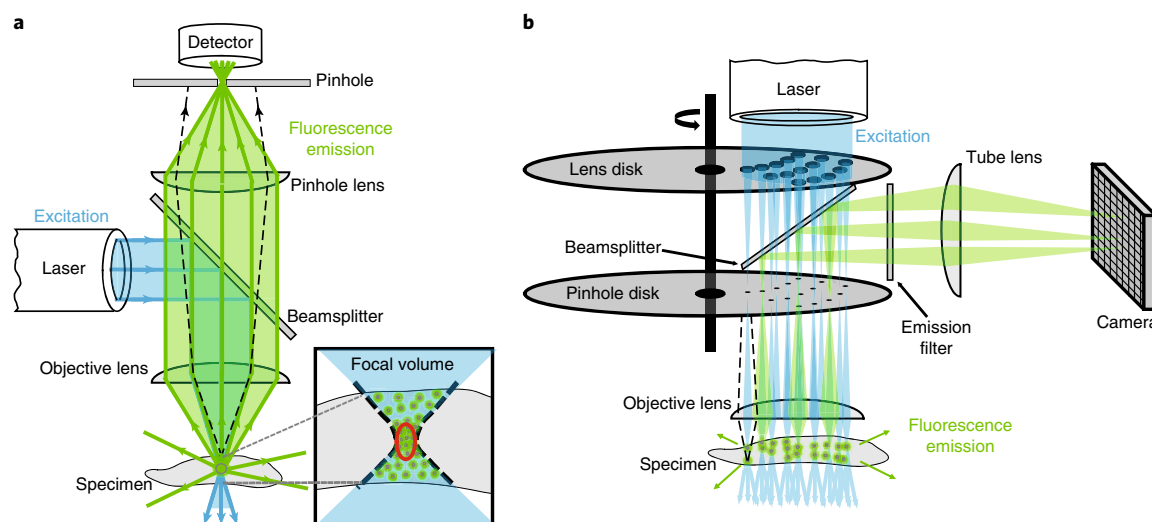 a
Detector
Pinhole
Fluorescence
emission
Pinhole lens
Excitation
Laser
Beamsplitter
Objective lens
Focal volume
Specimen
b
Laser
Excitation
Tube lens
Lens disk
Beamsplitter
Pinhole disk
Emission
filter
Camera
Objective lens
Fluorescence
emission
Specimen